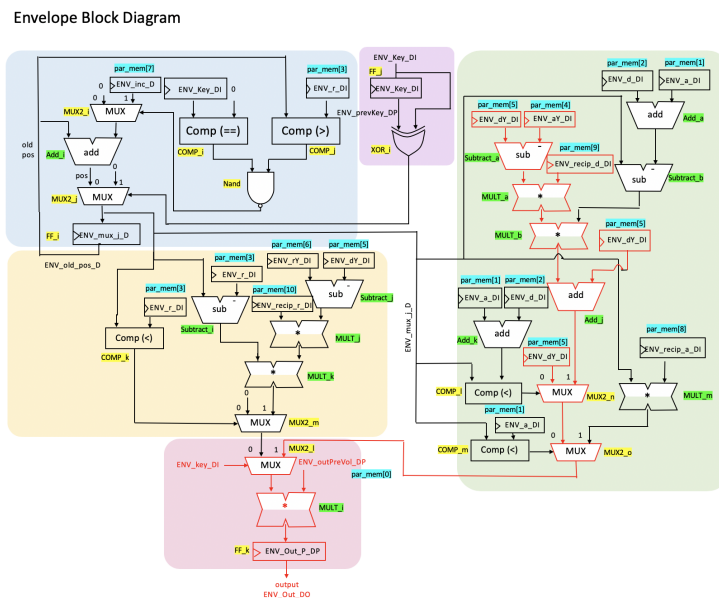 Envelope Block Diagram
par_mem[7]
ENV_inc_D
0
1
MUX2_i
MUX
ENV_Key_DI
0
par_mem[3]
ENV_r_DI
Comp (==)
COMP_i
Comp (>)
COMP_j
old
pos
add
Add_i
pos
0
0
1
MUX2_j
MUX
Nand
FF_i
ENV_mux_j_D
ENV_old_pos_D
ENV_Key_DI
FF_j
ENV_Key_DI
ENV_prevKey_DP
XOR_i
par_mem[2]
par_mem[1]
ENV_d_DI
ENV_a_DI
add
Add_a
par_mem[5]
par_mem[4]
ENV_dY_DI
ENV_aY_DI
Subtract_a
sub -
par_mem[9]
ENV_recip_d_DI
sub -
Subtract_b
MULT_a
*
MULT_b
*
par_mem[5]
ENV_dY_DI
add
Add_j
par_mem[1]
par_mem[2]
ENV_a_DI
ENV_d_DI
add
Add_k
par_mem[8]
ENV_recip_a_DI
par_mem[5]
ENV_dY_DI
0
1
COMP_l
Comp (<)
MUX
MUX2_n
*
MULT_m
par_mem[1]
ENV_a_DI
0
1
COMP_m
Comp (<)
MUX
MUX2_o
ENV_mux_j_D
par_mem[3]
ENV_r_DI
Comp (<)
COMP_k
par_mem[3]
ENV_r_DI
sub -
Subtract_i
par_mem[6]
par_mem[5]
ENV_rY_DI
ENV_dY_DI
par_mem[10]
ENV_recip_r_DI
sub -
Subtract_j
*
MULT_j
*
MULT_k
0
0
1
MUX
MUX2_m
0
1
MUX2_l
ENV_key_DI
MUX
ENV_outPreVol_DP
par_mem[0]
*
MULT_i
FF_k
ENV_Out_P_DP
output
ENV_Out_DO